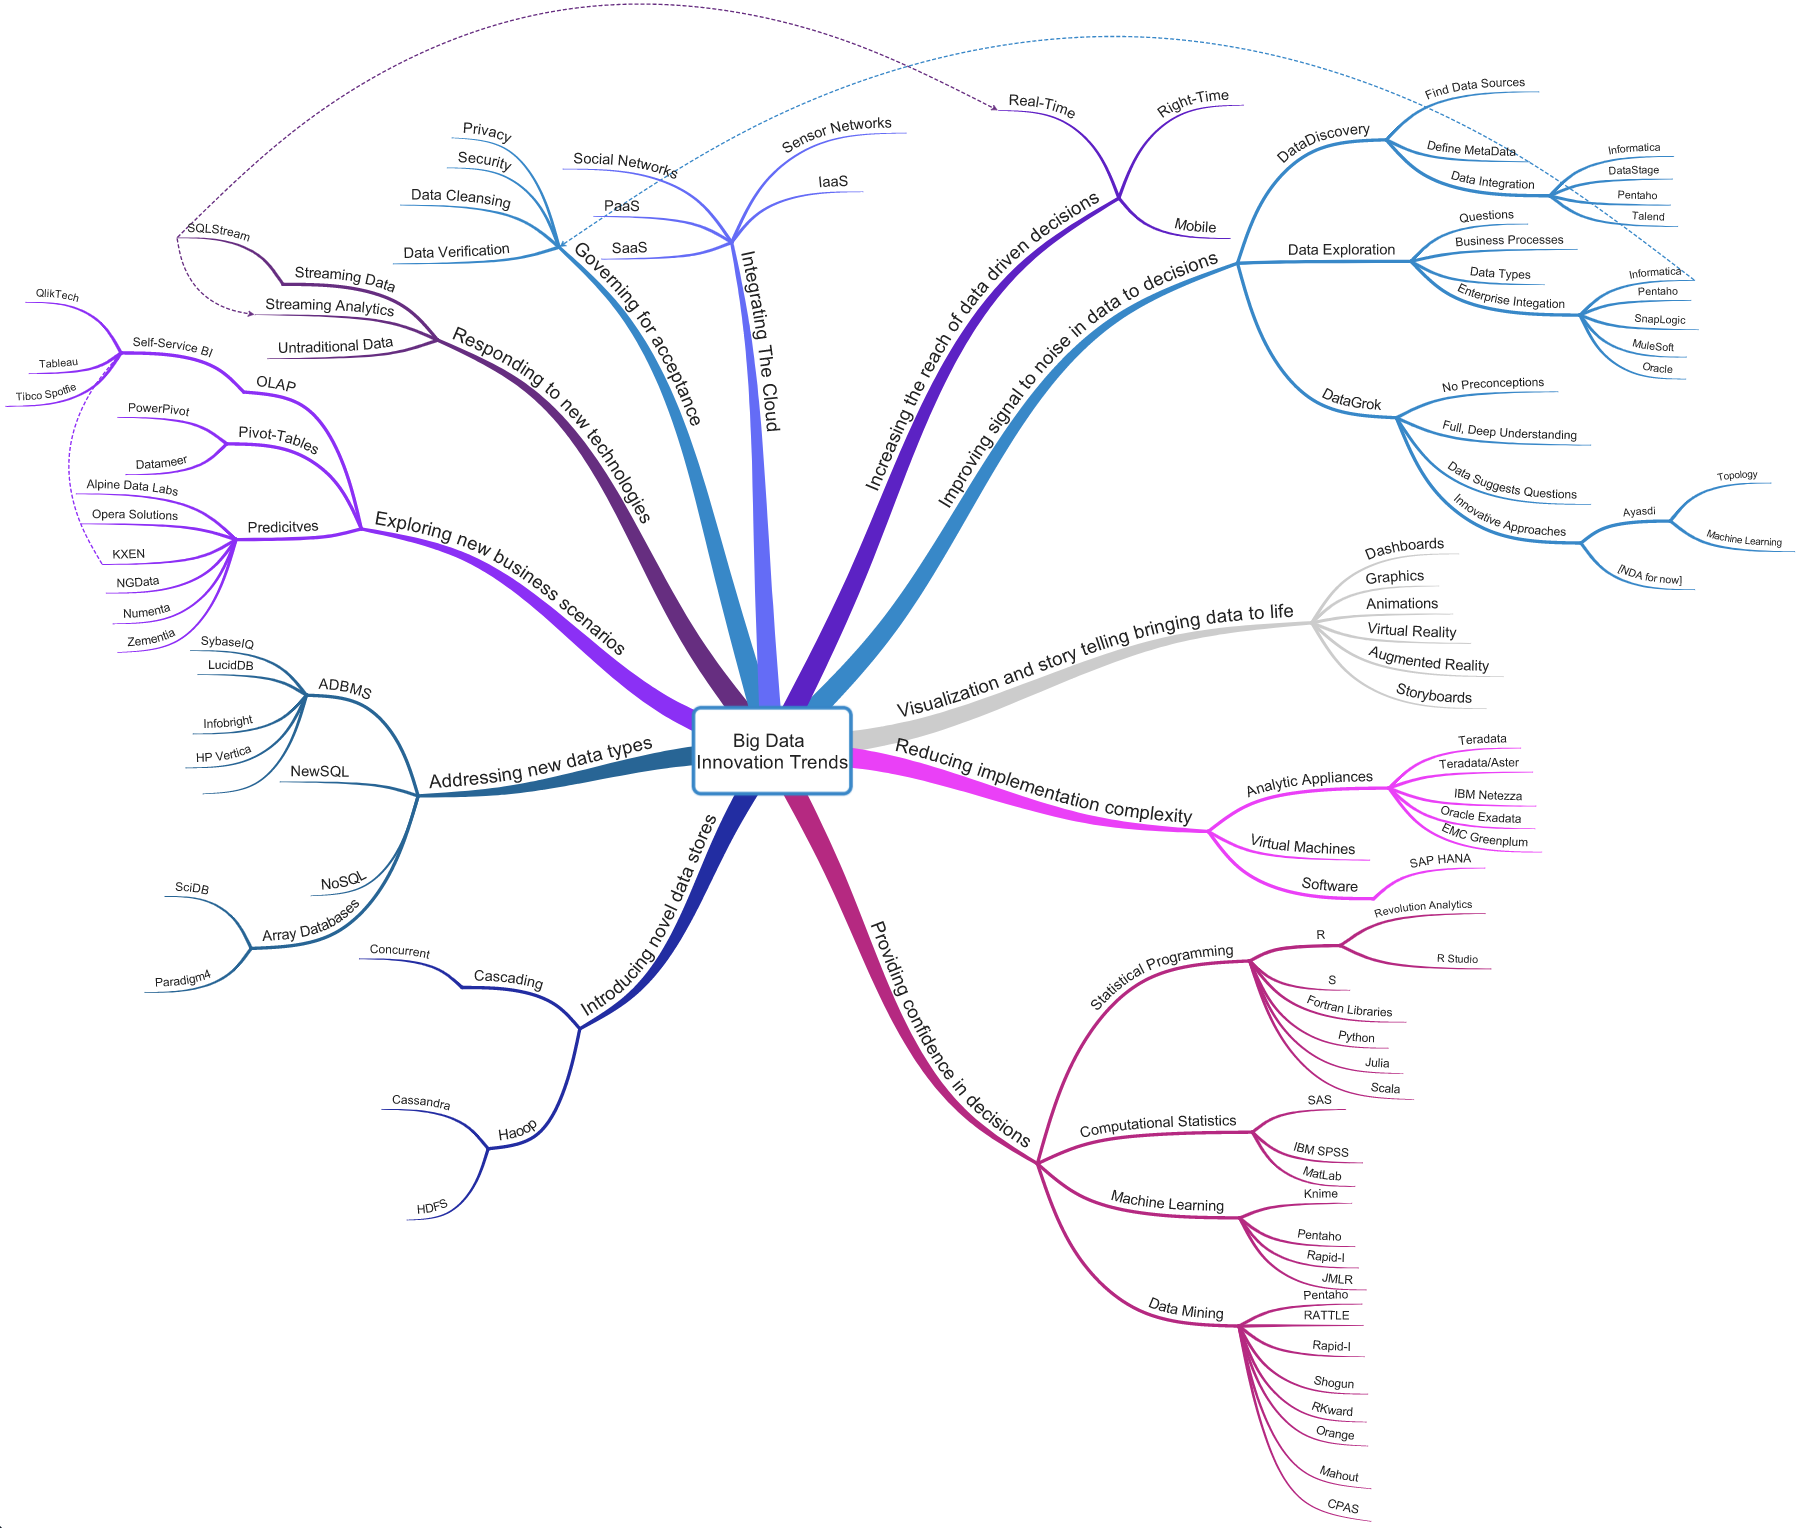 Big Data
Innovation Trends
Increasing the reach of data driven decisions
Real-Time
Right-Time
Mobile
Improving signal to noise in data to decisions
DataDiscovery
Find Data Sources
Define MetaData
Data Integration
Informatica
DataStage
Pentaho
Talend
Data Exploration
Questions
Business Processes
Data Types
Enterprise Integation
Informatica
Pentaho
SnapLogic
MuleSoft
Oracle
DataGrok
No Preconceptions
Full, Deep Understanding
Data Suggests Questions
Innovative Approaches
Ayasdi
Topology
Machine Learning
[NDA for now]
Visualization and story telling bringing data to life
Dashboards
Graphics
Animations
Virtual Reality
Augmented Reality
Storyboards
Reducing implementation complexity
Analytic Appliances
Teradata
Teradata/Aster
IBM Netezza
Oracle Exadata
EMC Greenplum
Virtual Machines
Software
SAP HANA
Providing confidence in decisions
Statistical Programming
R
Revolution Analytics
R Studio
S
Fortran Libraries
Python
Julia
Scala
Computational Statistics
SAS
IBM SPSS
MatLab
Machine Learning
Knime
Pentaho
Rapid-I
JMLR
Data Mining
Pentaho
RATTLE
Rapid-I
Shogun
RKward
Orange
Mahout
CPAS
Introducing novel data stores
Cascading
Concurrent
Haoop
Cassandra
HDFS
Addressing new data types
ADBMS
SybaseIQ
LucidDB
Infobright
HP Vertica
NewSQL
NoSQL
Array Databases
SciDB
Paradigm4
Exploring new business scenarios
OLAP
Self-Service BI
QlikTech
Tableau
Tibco Spotfie
Pivot-Tables
PowerPivot
Datameer
Predicitves
Alpine Data Labs
Opera Solutions
KXEN
NGData
Numenta
Zementia
Responding to new technologies
Streaming Data
SQLStream
Streaming Analytics
Untraditional Data
Governing for acceptance
Privacy
Security
Data Cleansing
Data Verification
Integrating The Cloud
Social Networks
PaaS
SaaS
Sensor Networks
IaaS